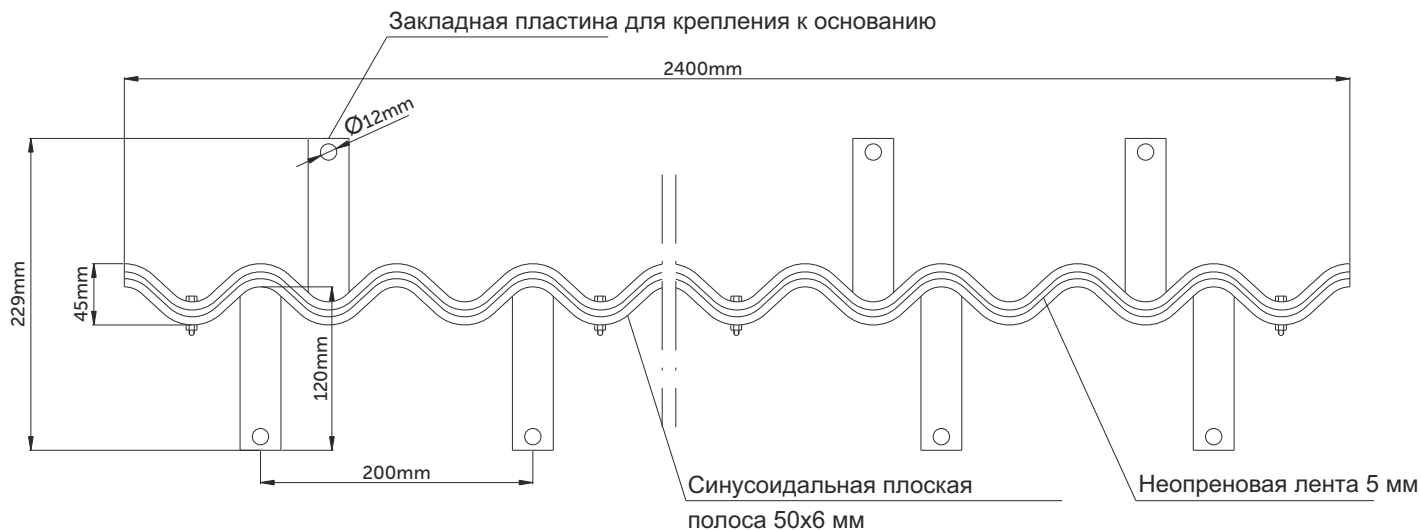 Закладная пластина для крепления к основанию
2400mm
Ø12mm
229mm
45mm
120mm
200mm
Синусоидальная плоская
полоса 50х6 мм
Неопреновая лента 5 мм